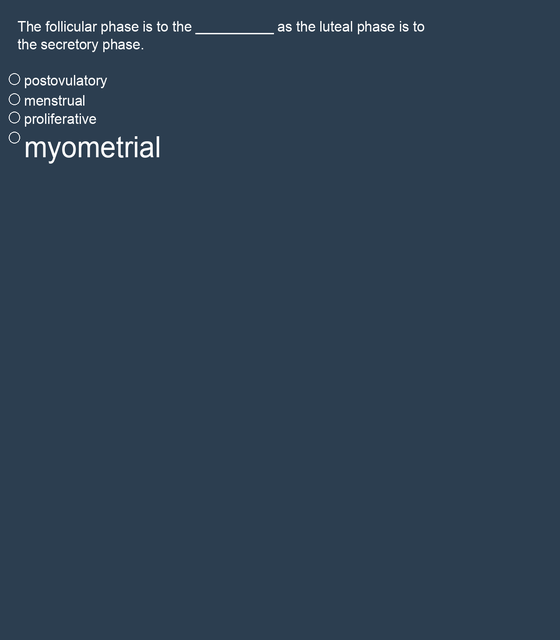 The follicular phase is to the __________ as the luteal phase is to
the secretory phase.
postovulatory
menstrual
proliferative
myometrial